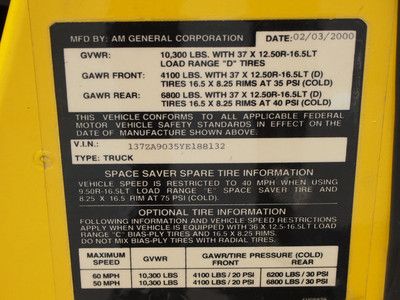 MFD BY: AM GENERAL CORPORATION DATE: 02/03/2000
GVWR: 10,300 LBS. WITH 37 X 12.50R-16.5LT
LOAD RANGE "D" TIRES
GAWR FRONT: 4100 LBS. WITH 37 X 12.50R-16.5LT (D)
TIRES 16.5 X 8.25 RIMS AT 35 PSI (COLD)
GAWR REAR: 6800 LBS. WITH 37 X 12.50R-16.5LT (D)
TIRES 16.5 X 8.25 RIMS AT 40 PSI (COLD)
THIS VEHICLE CONFORMS TO ALL APPLICABLE FEDERAL
MOTOR VEHICLE SAFETY STANDARDS IN EFFECT ON THE
DATE OF MANUFACTURE SHOWN ABOVE.
V.I.N.: 137ZA9035YE188132
TYPE: TRUCK
SPACE SAVER SPARE TIRE INFORMATION
VEHICLE SPEED IS RESTRICTED TO 40 MPH WHEN USING
9.50R-16.5LT LOAD RANGE "E" SPACE SAVER TIRE AND
8.25 X 16.5 RIM AT 75 PSI (COLD).
OPTIONAL TIRE INFORMATION
FOLLOWING INFORMATION AND VEHICLE SPEED RESTRICTIONS
APPLY WHEN VEHICLE IS EQUIPPED WITH 36 X 12.5-16.5LT LOAD
RANGE "C" BIAS-PLY TIRES WITH RADIAL TIRES.
DO NOT MIX BIAS-PLY TIRES WITH RADIAL TIRES.
MAXIMUM SPEED GVWR GAWR/TIRE PRESSURE (COLD)
FRONT REAR
60 MPH 10,300 LBS 4100 LBS / 20 PSI 6200 LBS / 30 PSI
50 MPH 10,300 LBS 4100 LBS / 20 PSI 6800 LBS / 30 PSI